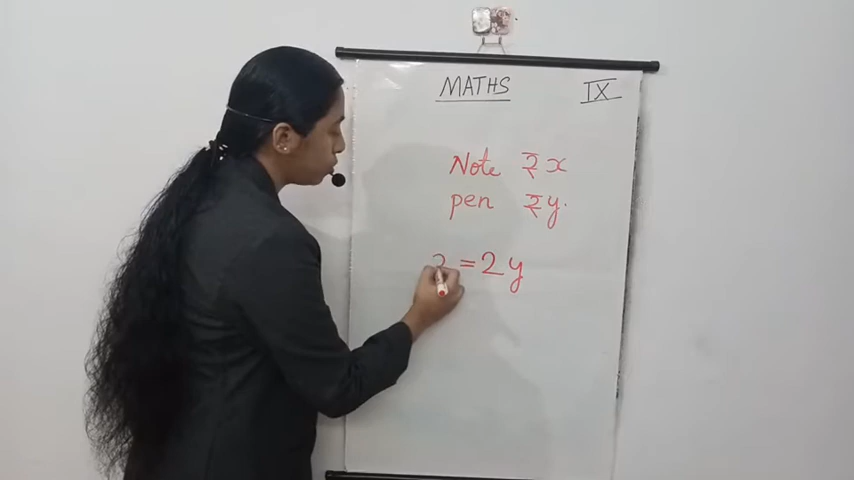 MATHS IX
Note ₹ x
pen ₹ y.
= 2y